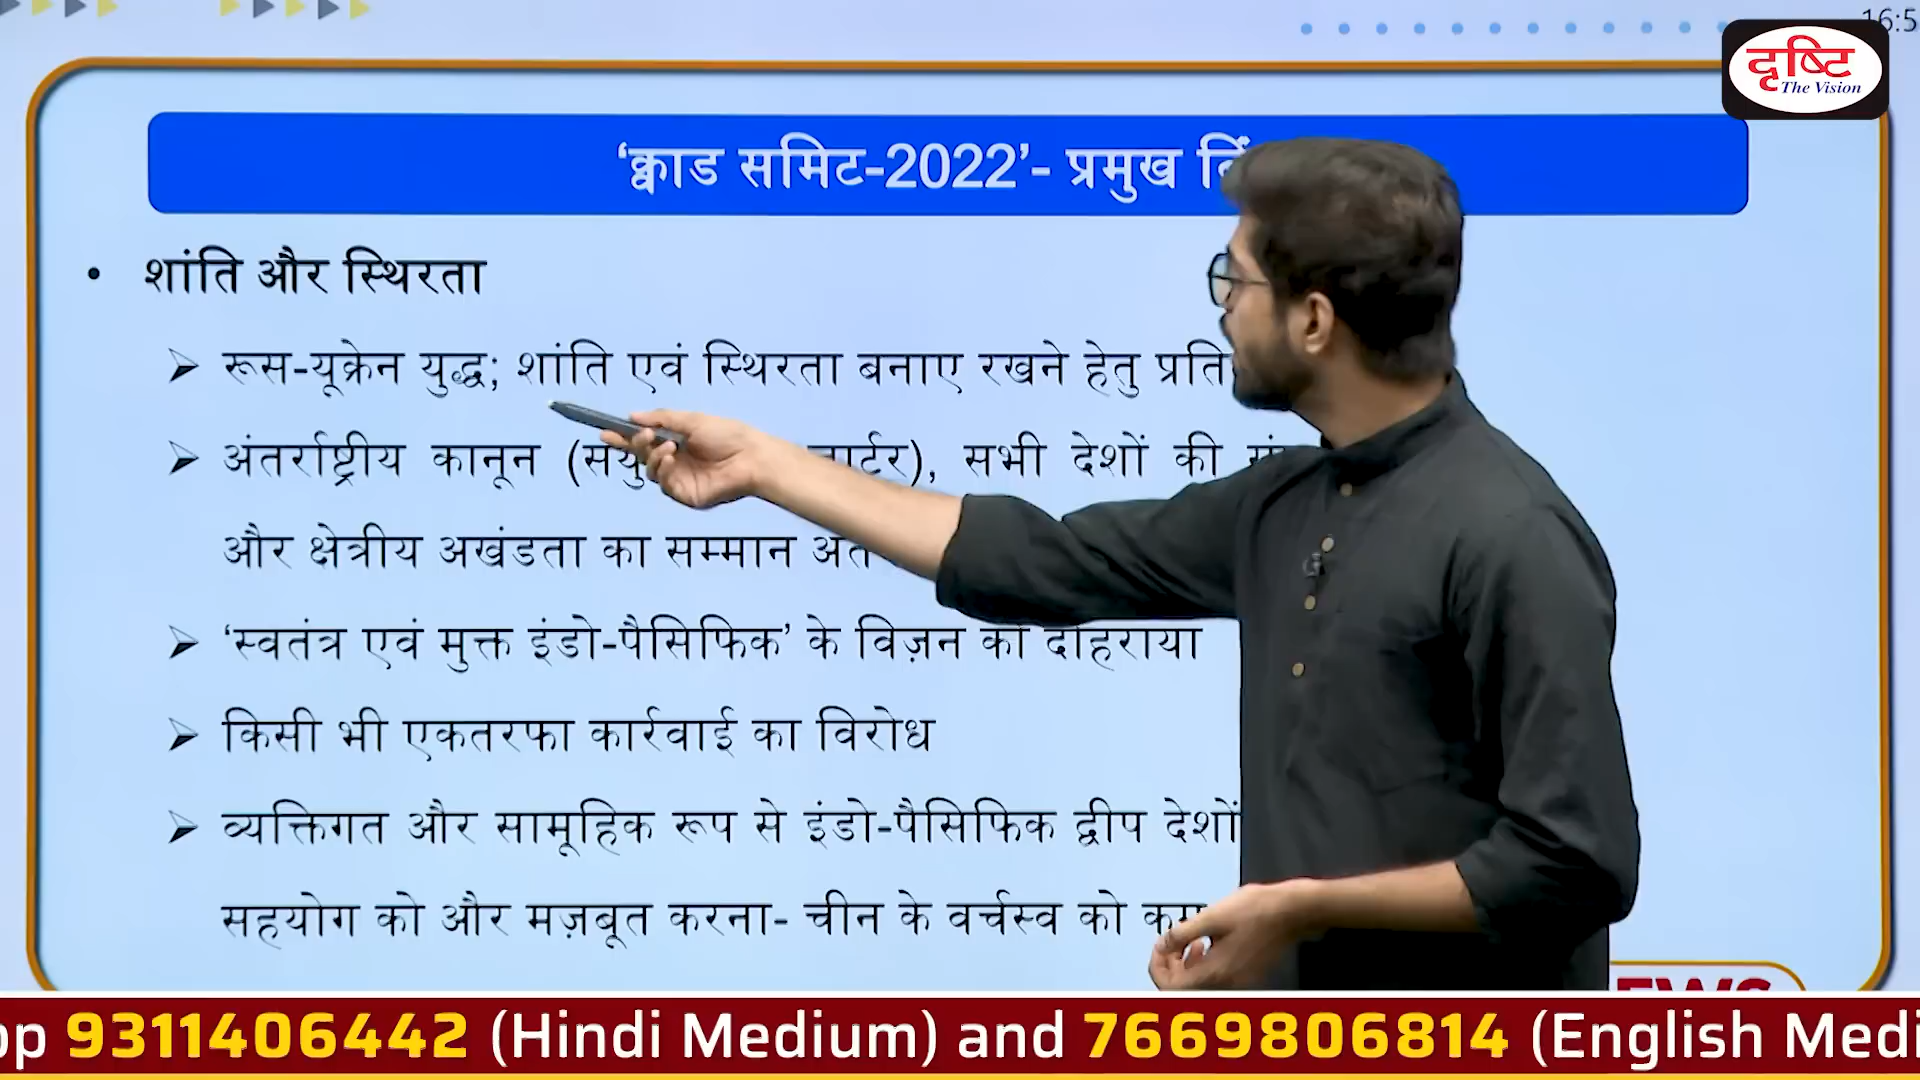 16:5
दृष्टि
The Vision
‘क्वाड समिट-2022’- प्रमुख
• शांति और स्थिरता
➢ रूस-यूक्रेन युद्ध; शांति एवं स्थिरता बनाए रखने हेतु
➢ अंतर्राष्ट्रीय कानून सभी देशों की
और क्षेत्रीय अखंडता का सम्मान
➢ ‘स्वतंत्र एवं मुक्त इंडो-पैसिफिक’ के विज़न को दोहराया
➢ किसी भी एकतरफा कार्रवाई का विरोध
➢ व्यक्तिगत और सामूहिक रूप से इंडो-पैसिफिक द्वीप देशों
सहयोग को और मज़बूत करना- चीन के वर्चस्व को
9311406442 (Hindi Medium) and 7669806814 (English Medi